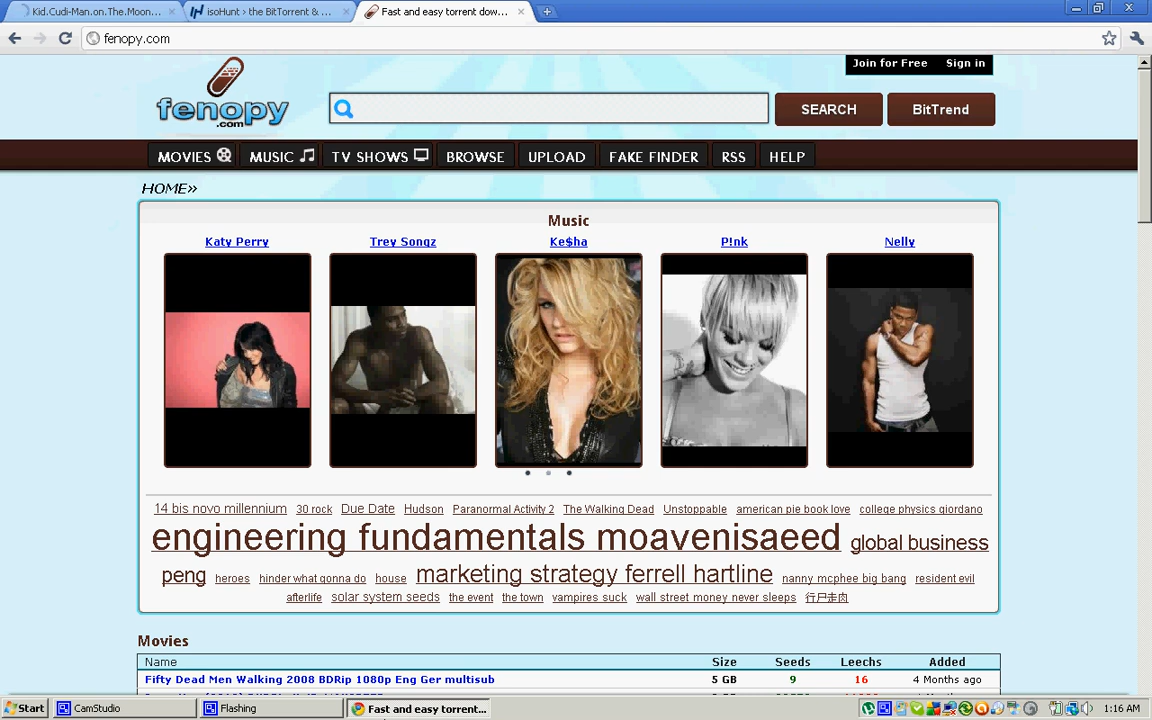 Kid.Cudi-Man.on.The.Moon...
isoHunt › the BitTorrent & ...
Fast and easy torrent dow...
fenopy.com
Join for Free Sign in
fenopy
.com
SEARCH BitTrend
MOVIES MUSIC TV SHOWS BROWSE UPLOAD FAKE FINDER RSS HELP
HOME»
Music
Katy Perry Trey Songz Ke$ha P!nk Nelly
14 bis novo millennium 30 rock Due Date Hudson Paranormal Activity 2 The Walking Dead Unstoppable american pie book love college physics giordano
engineering fundamentals moavenisaeed global business
peng heroes hinder what gonna do house marketing strategy ferrell hartline nanny mcphee big bang resident evil
afterlife solar system seeds the event the town vampires suck wall street money never sleeps 行尸走肉
Movies
Name Size Seeds Leechs Added
Fifty Dead Men Walking 2008 BDRip 1080p Eng Ger multisub 5 GB 9 16 4 Months ago
Start CamStudio Flashing Fast and easy torrent... 1:16 AM